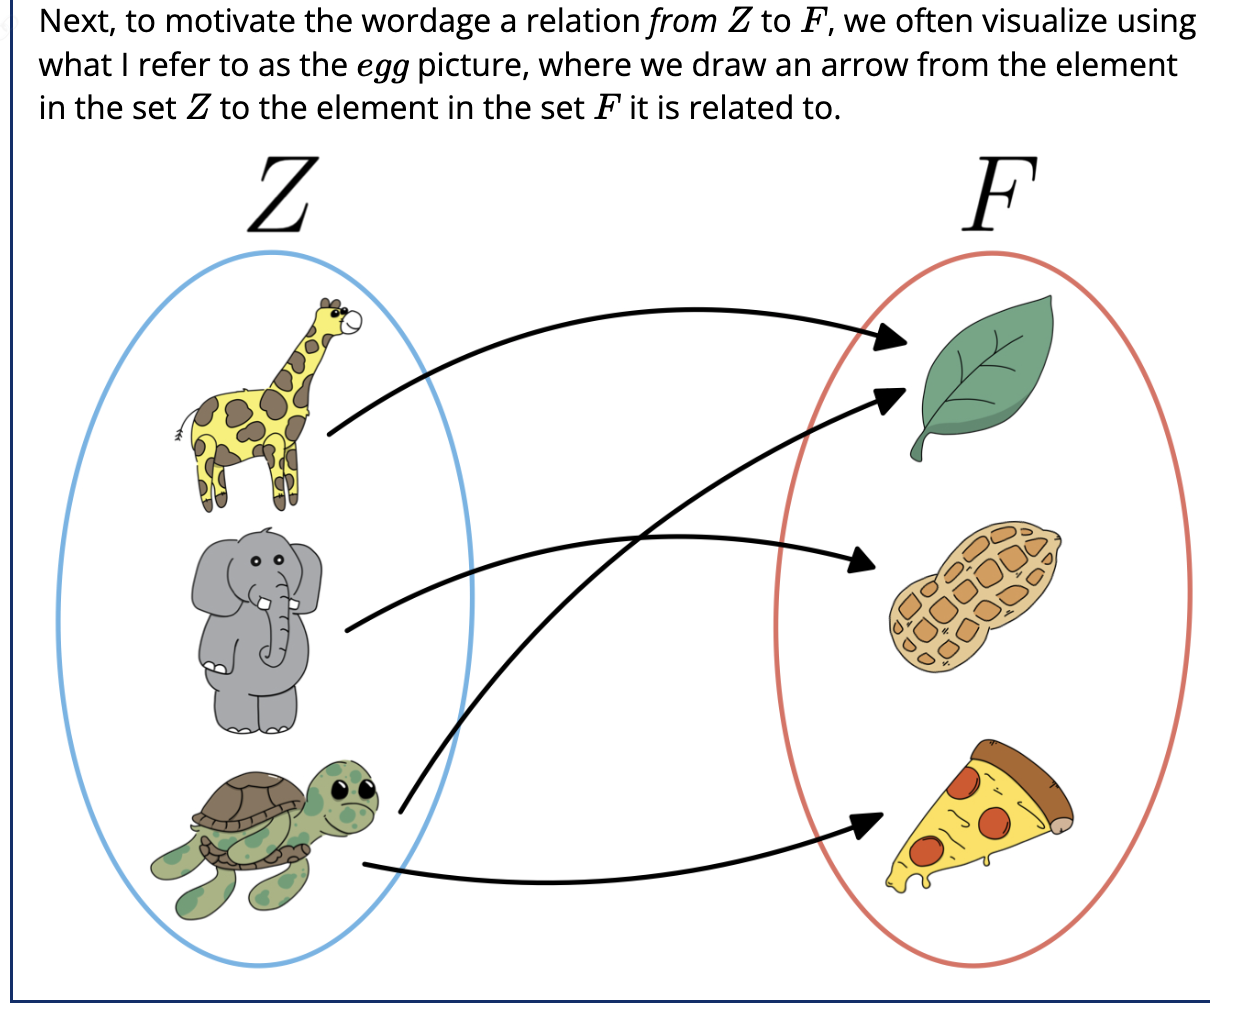 Next, to motivate the wordage a relation from Z to F, we often visualize using
what I refer to as the egg picture, where we draw an arrow from the element
in the set Z to the element in the set F it is related to.
Z
F